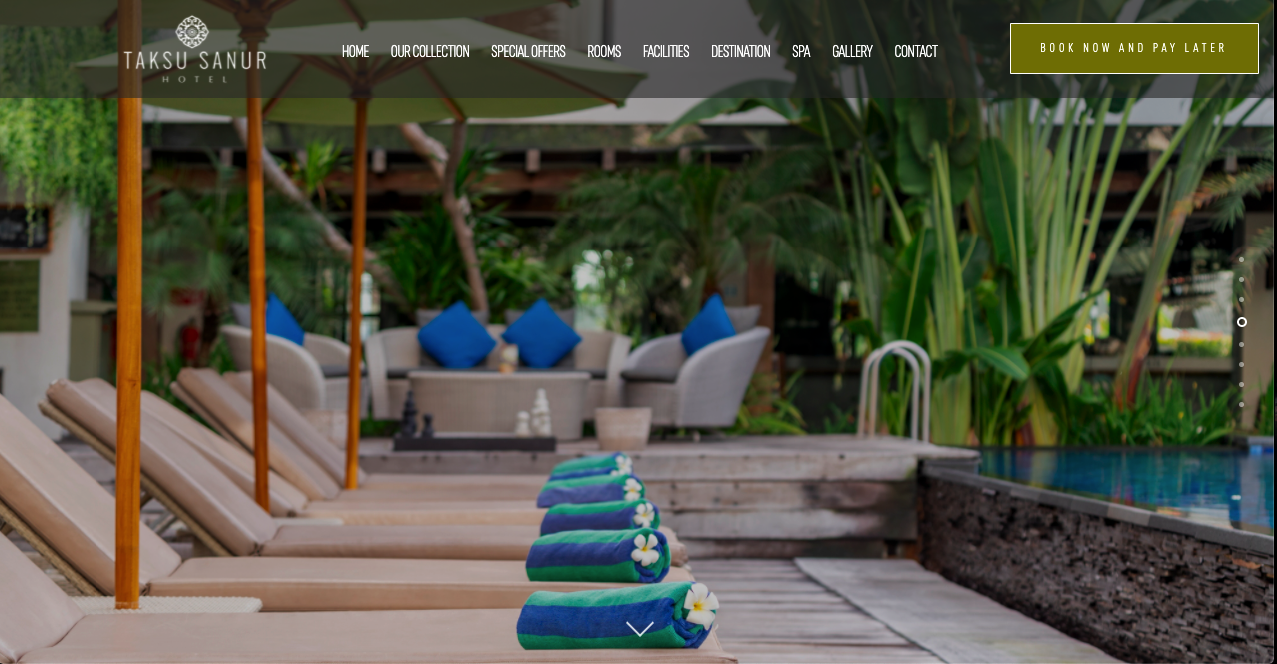 TAKSU SANUR
HOTEL
HOME OUR COLLECTION SPECIAL OFFERS ROOMS FACILITIES DESTINATION SPA GALLERY CONTACT
BOOK NOW AND PAY LATER